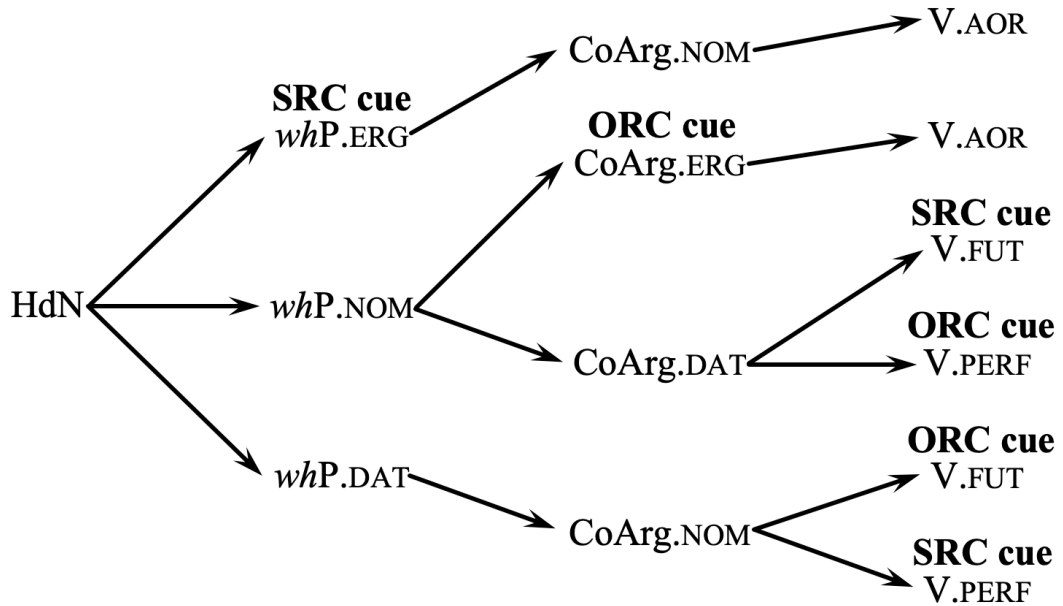 HdN
SRC cue
whP.ERG
whP.NOM
whP.DAT
CoArg.NOM
ORC cue
CoArg.ERG
CoArg.DAT
CoArg.NOM
V.AOR
V.AOR
SRC cue
V.FUT
ORC cue
V.PERF
ORC cue
V.FUT
SRC cue
V.PERF